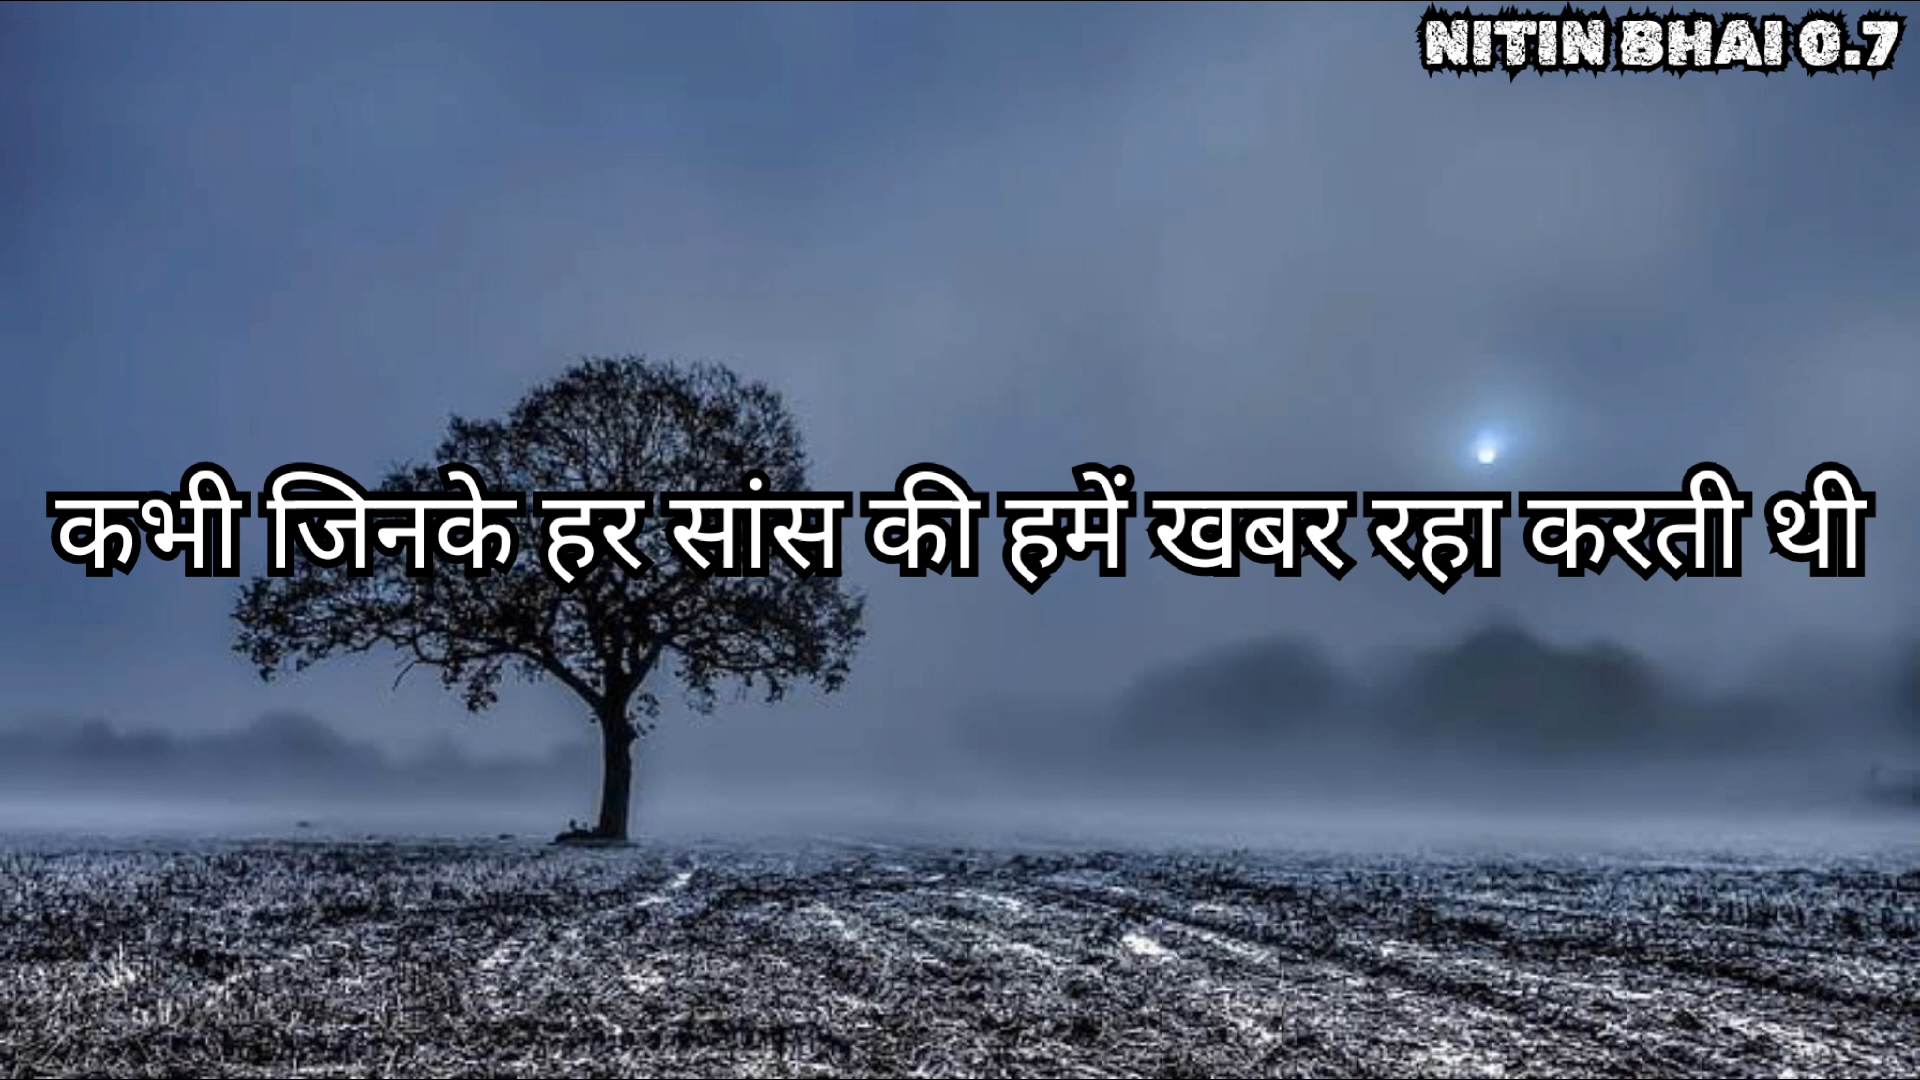 NITIN BHAI 0.7
कभी जिनके हर सांस की हमें खबर रहा करती थी